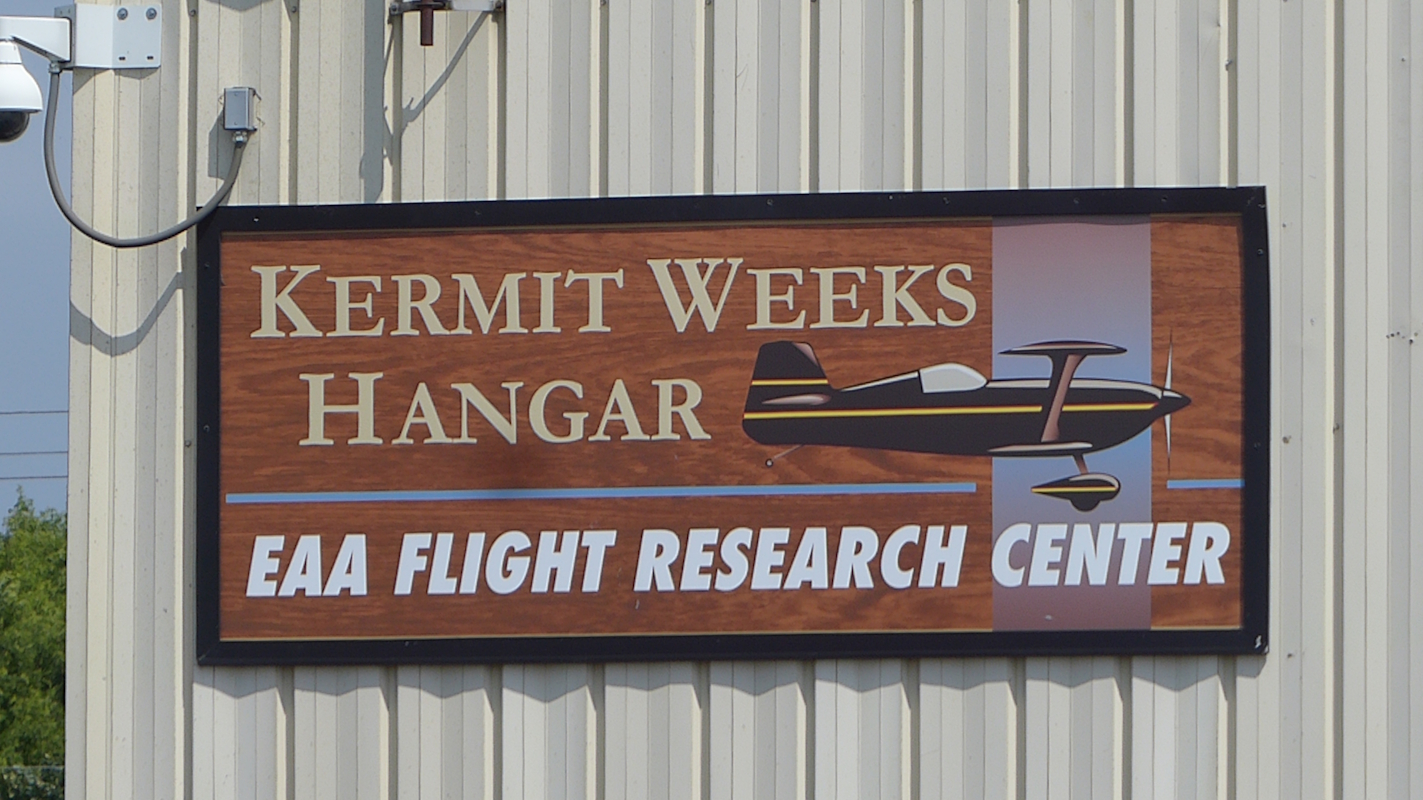 KERMIT WEEKS
HANGAR
EAA FLIGHT RESEARCH CENTER